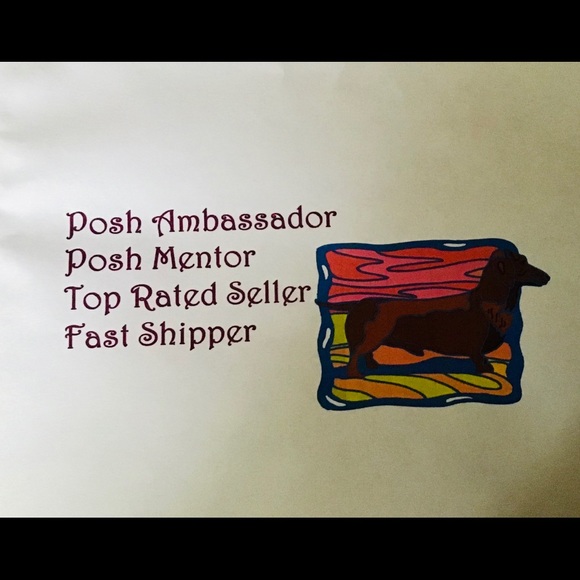 Posh Ambassador
Posh Mentor
Top Rated Seller
Fast Shipper